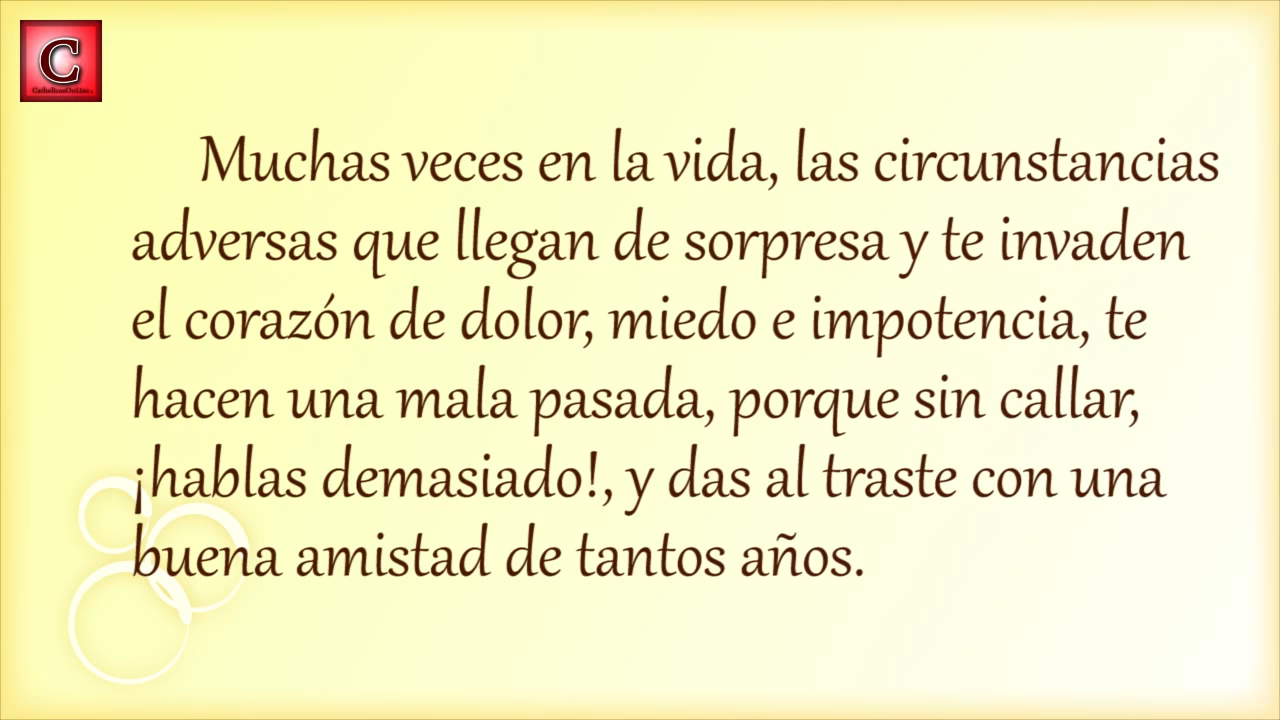 C
Muchas veces en la vida, las circunstancias
adversas que llegan de sorpresa y te invaden
el corazón de dolor, miedo e impotencia, te
hacen una mala pasada, porque sin callar,
¡hablas demasiado!, y das al traste con una
buena amistad de tantos años.